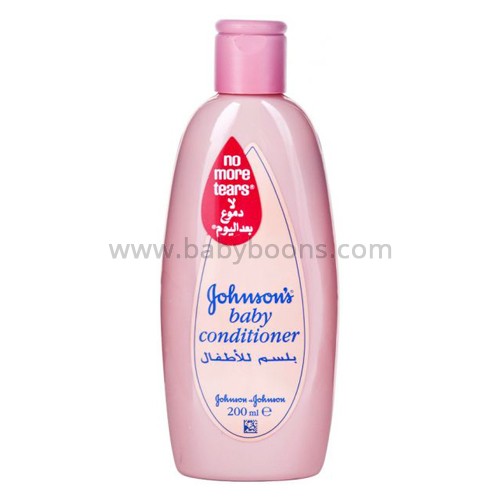 no
more
tears®
لا
دموع
بعد اليوم*
www.babyboons.com
Johnson's
baby
conditioner
بلسم للأطفال
Johnson & Johnson
200 ml e